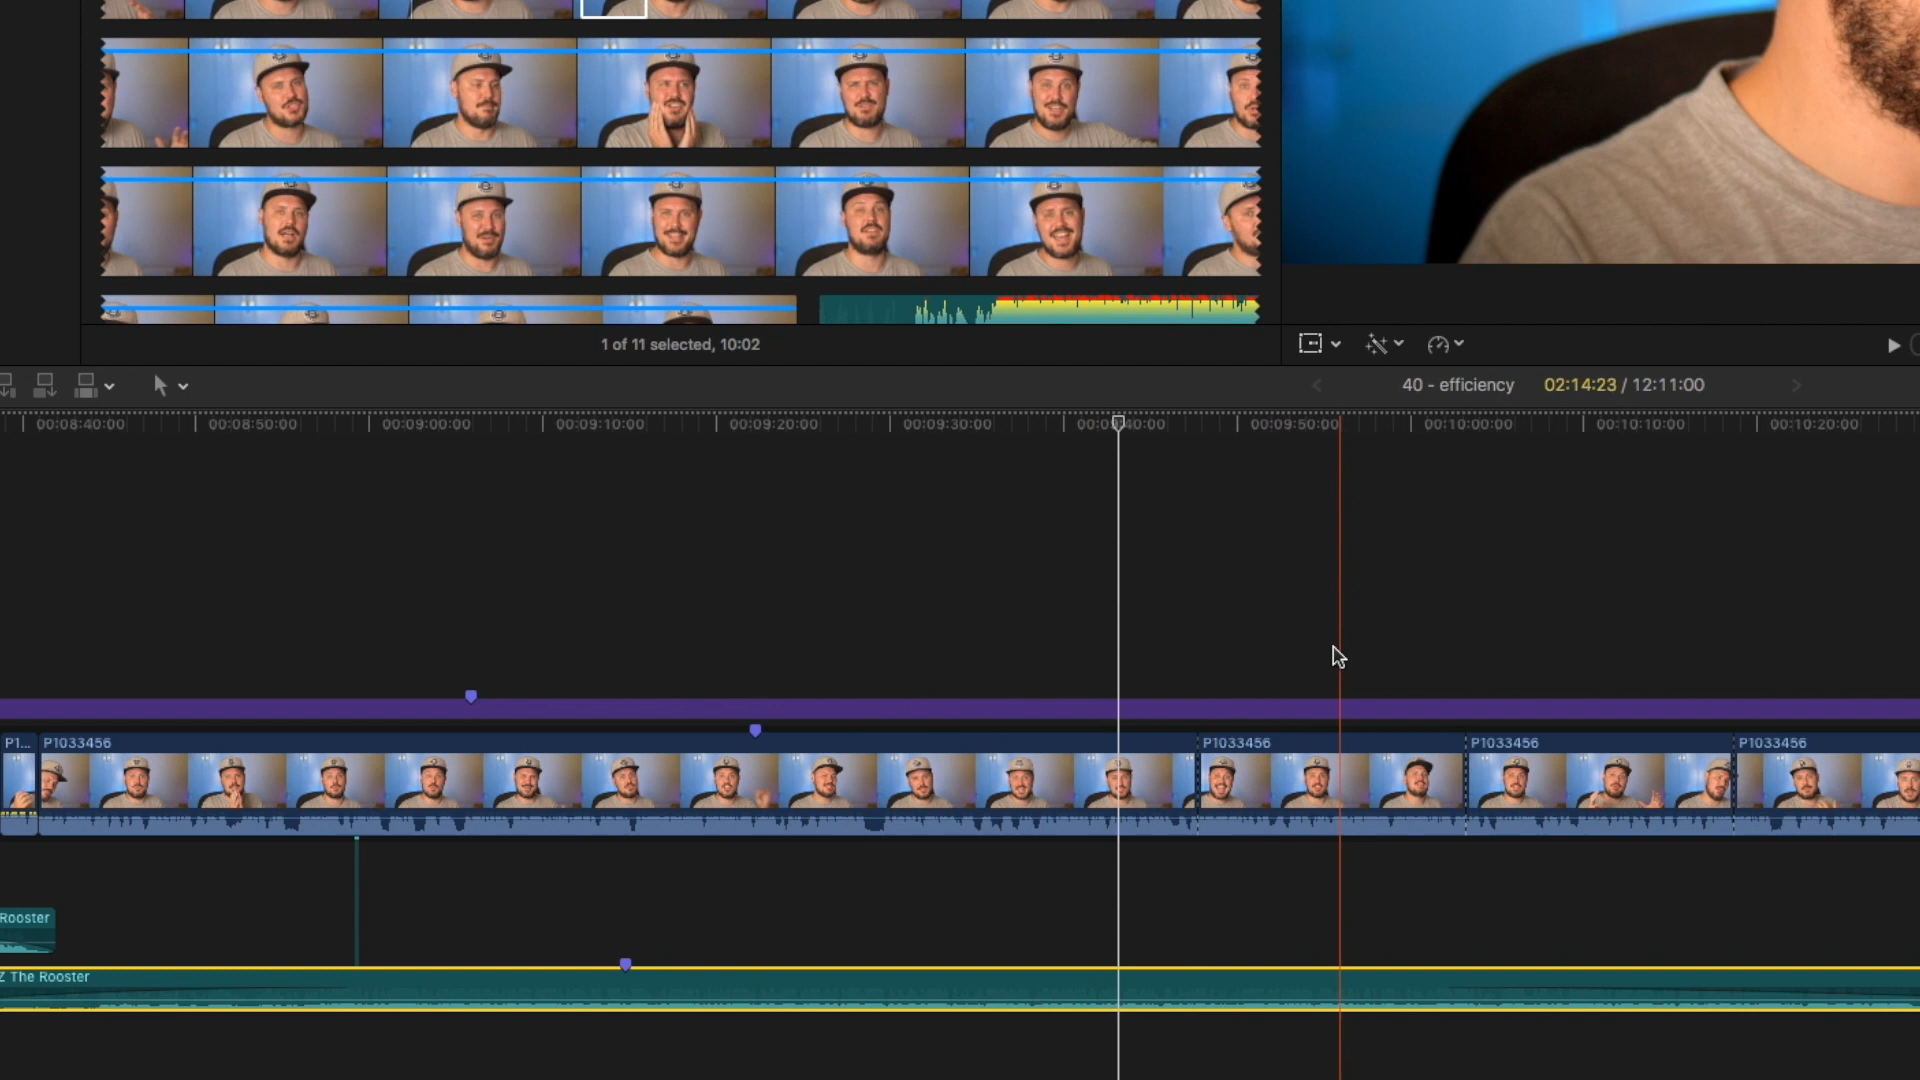 1 of 11 selected, 10:02
40 - efficiency
02:14:23 / 12:11:00
00:08:40:00
00:08:50:00
00:09:00:00
00:09:10:00
00:09:20:00
00:09:30:00
00:09:40:00
00:09:50:00
00:10:00:00
00:10:10:00
00:10:20:00
P1...
P1033456
P1033456
P1033456
P1033456
Rooster
Z The Rooster